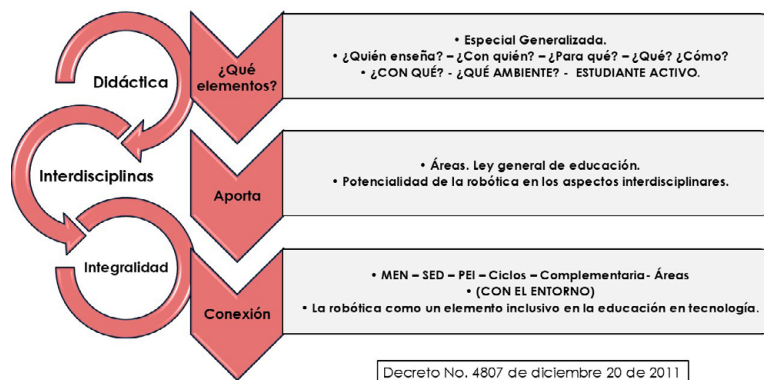 Didáctica
¿Qué
elementos?
• Especial Generalizada.
• ¿Quién enseña? – ¿Con quién? – ¿Para qué? – ¿Qué? ¿Cómo?
• ¿CON QUÉ? - ¿QUÉ AMBIENTE? - ESTUDIANTE ACTIVO.
Interdisciplinas
Aporta
• Áreas. Ley general de educación.
• Potencialidad de la robótica en los aspectos interdisciplinares.
Integralidad
Conexión
• MEN – SED – PEI – Ciclos – Complementaria- Áreas
• (CON EL ENTORNO)
• La robótica como un elemento inclusivo en la educación en tecnología.
Decreto No. 4807 de diciembre 20 de 2011